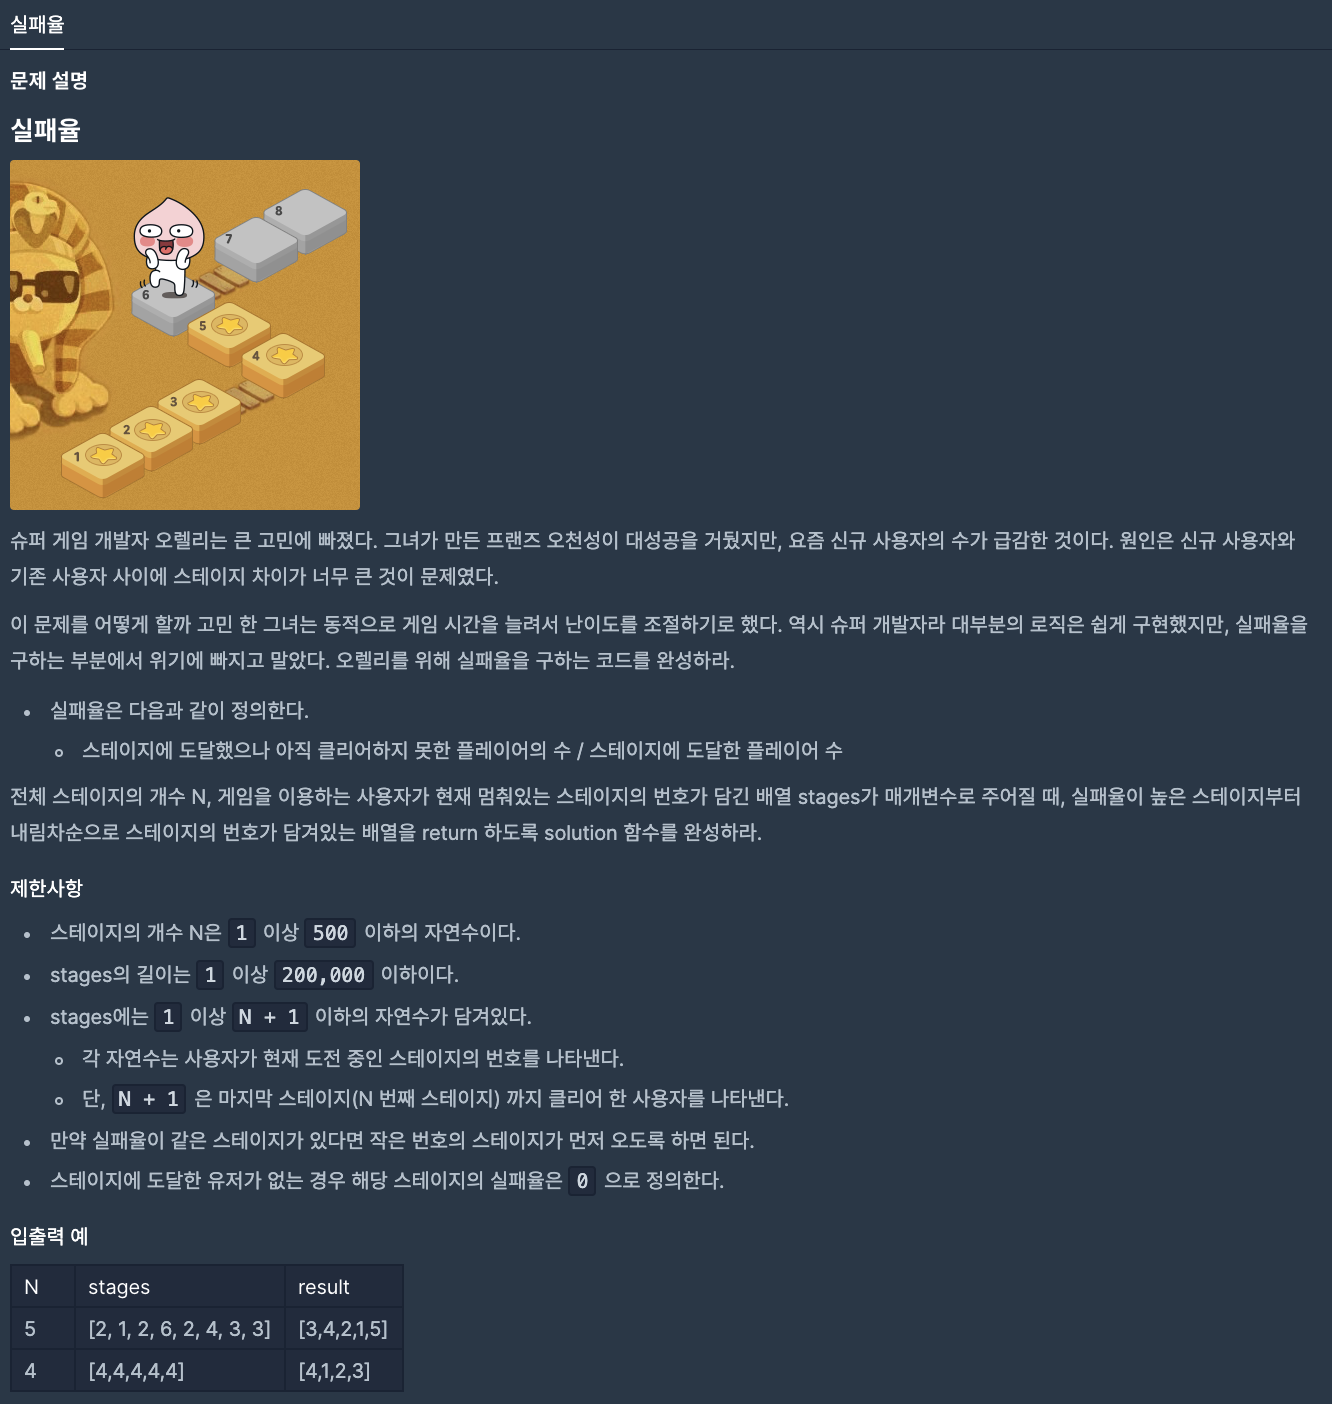 실패율
문제 설명
실패율
8
7
6
5
4
3
2
1
슈퍼 게임 개발자 오렐리는 큰 고민에 빠졌다. 그녀가 만든 프랜즈 오천성이 대성공을 거뒀지만, 요즘 신규 사용자의 수가 급감한 것이다. 원인은 신규 사용자와
기존 사용자 사이에 스테이지 차이가 너무 큰 것이 문제였다.
이 문제를 어떻게 할까 고민 한 그녀는 동적으로 게임 시간을 늘려서 난이도를 조절하기로 했다. 역시 슈퍼 개발자라 대부분의 로직은 쉽게 구현했지만, 실패율을
구하는 부분에서 위기에 빠지고 말았다. 오렐리를 위해 실패율을 구하는 코드를 완성하라.
• 실패율은 다음과 같이 정의한다.
◦ 스테이지에 도달했으나 아직 클리어하지 못한 플레이어의 수 / 스테이지에 도달한 플레이어 수
전체 스테이지의 개수 N, 게임을 이용하는 사용자가 현재 멈춰있는 스테이지의 번호가 담긴 배열 stages가 매개변수로 주어질 때, 실패율이 높은 스테이지부터
내림차순으로 스테이지의 번호가 담겨있는 배열을 return 하도록 solution 함수를 완성하라.
제한사항
• 스테이지의 개수 N은 1 이상 500 이하의 자연수이다.
• stages의 길이는 1 이상 200,000 이하이다.
• stages에는 1 이상 N + 1 이하의 자연수가 담겨있다.
◦ 각 자연수는 사용자가 현재 도전 중인 스테이지의 번호를 나타낸다.
◦ 단, N + 1 은 마지막 스테이지(N 번째 스테이지) 까지 클리어 한 사용자를 나타낸다.
• 만약 실패율이 같은 스테이지가 있다면 작은 번호의 스테이지가 먼저 오도록 하면 된다.
• 스테이지에 도달한 유저가 없는 경우 해당 스테이지의 실패율은 0 으로 정의한다.
입출력 예
N stages result
5 [2, 1, 2, 6, 2, 4, 3, 3] [3,4,2,1,5]
4 [4,4,4,4,4] [4,1,2,3]